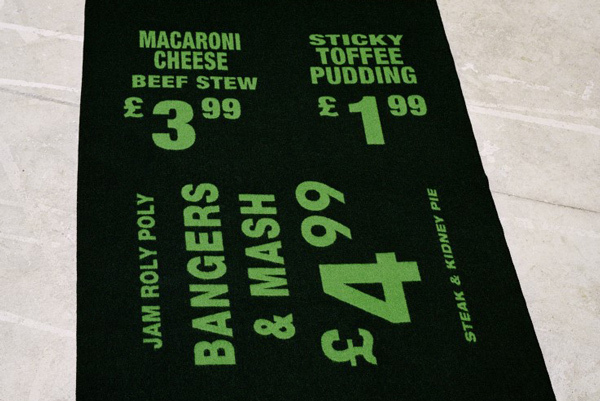 MACARONI
CHEESE
BEEF STEW
£3 99
STICKY
TOFFEE
PUDDING
£1 99
JAM ROLY POLY
BANGERS
& MASH
£4 99
STEAK & KIDNEY PIE